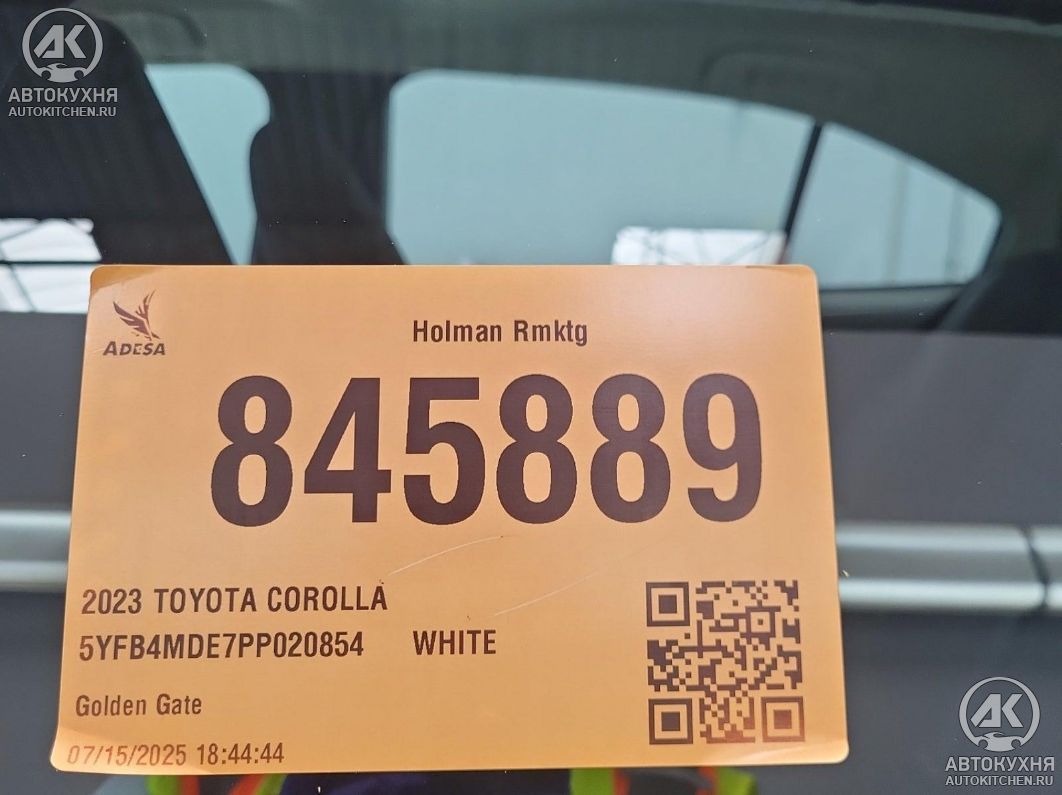 AK
АВТОКУХНЯ
AUTOKITCHEN.RU
ADESA
Holman Rmktg
845889
2023 TOYOTA COROLLA
5YFB4MDE7PP020854 WHITE
Golden Gate
07/15/2025 18:44:44
AK
АВТОКУХНЯ
AUTOKITCHEN.RU